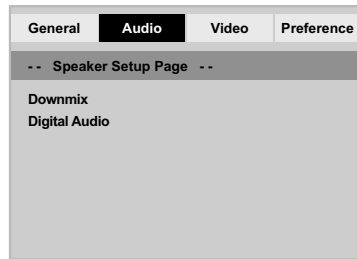 General Audio Video Preference
- - Speaker Setup Page - -
Downmix
Digital Audio